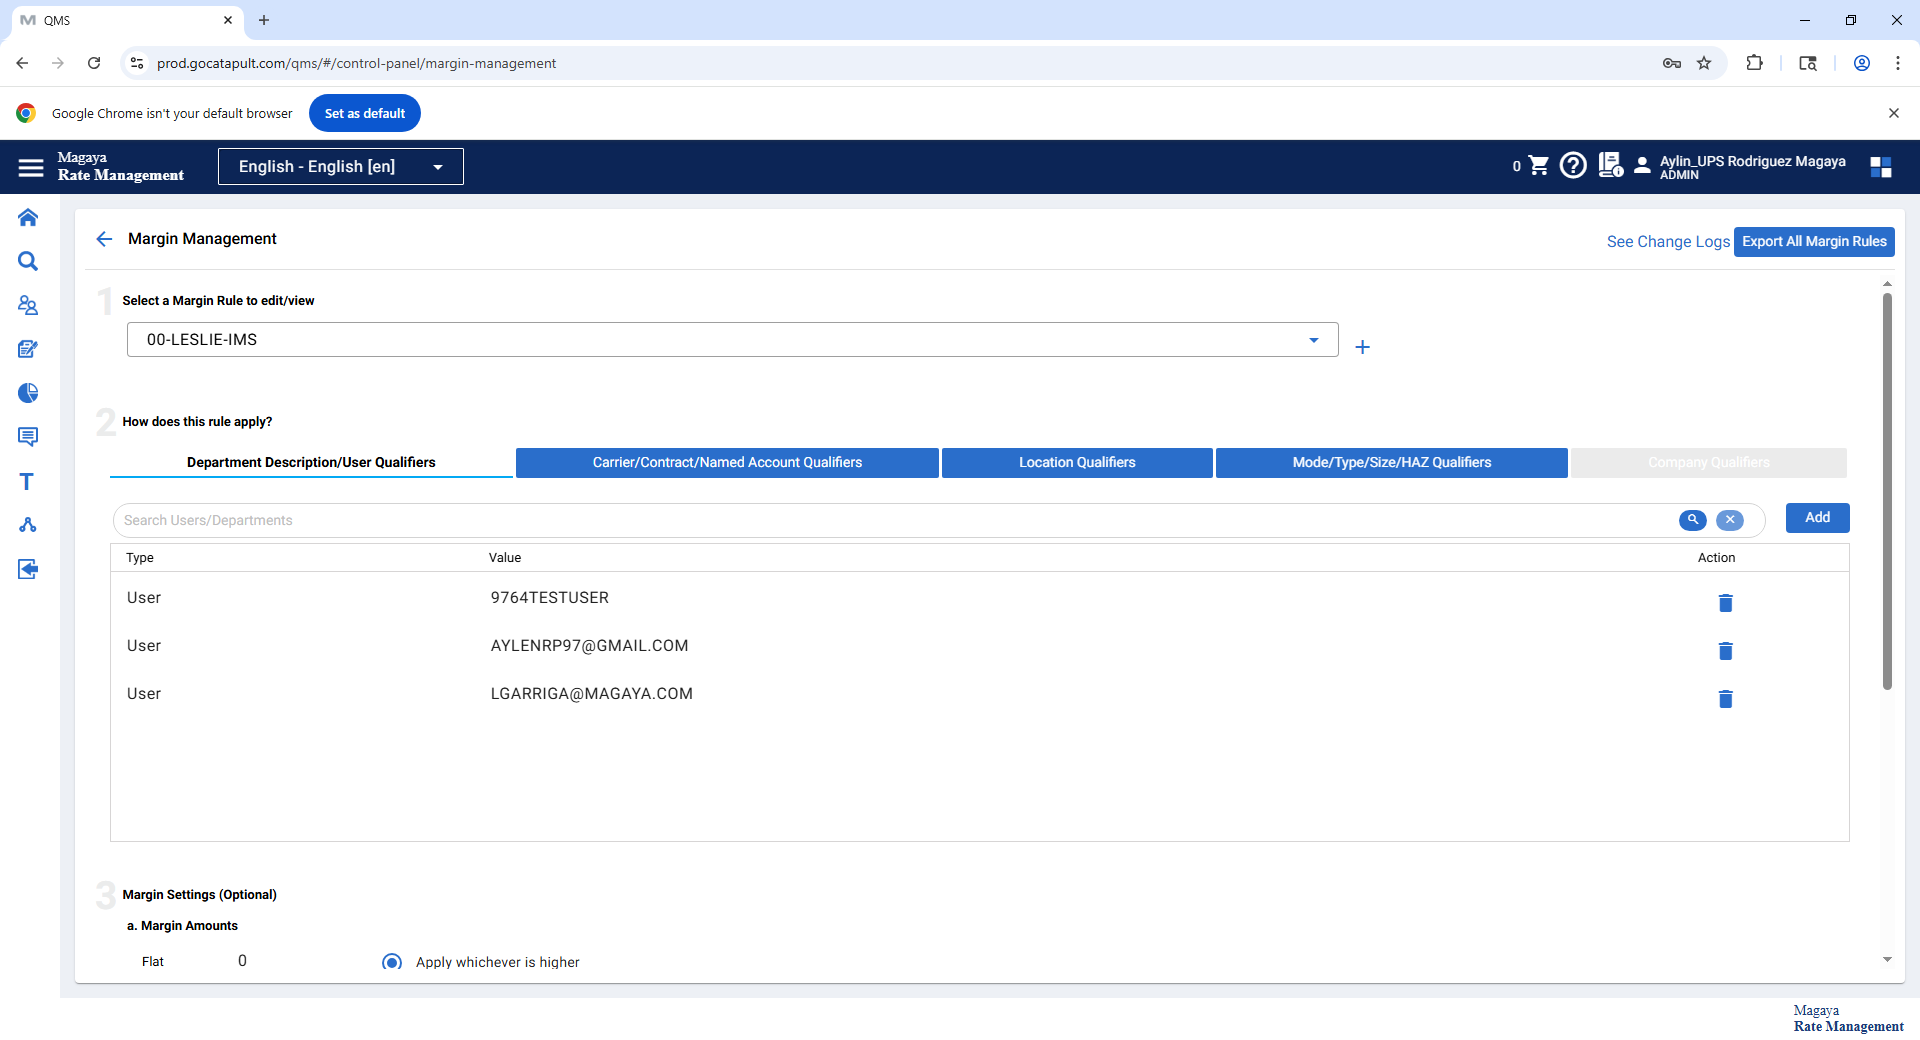 QMS
prod.gocatapult.com/qms/#/control-panel/margin-management
Google Chrome isn't your default browser
Set as default
Magaya
Rate Management
English - English [en]
0
Aylin_UPS Rodriguez Magaya
ADMIN
Margin Management
See Change Logs
Export All Margin Rules
1
Select a Margin Rule to edit/view
00-LESLIE-IMS
2
How does this rule apply?
Department Description/User Qualifiers
Carrier/Contract/Named Account Qualifiers
Location Qualifiers
Mode/Type/Size/HAZ Qualifiers
Company Qualifiers
Search Users/Departments
Add
Type Value Action
User 9764TESTUSER
User AYLENRP97@GMAIL.COM
User LGARRIGA@MAGAYA.COM
3
Margin Settings (Optional)
a. Margin Amounts
Flat 0 Apply whichever is higher
Magaya
Rate Management